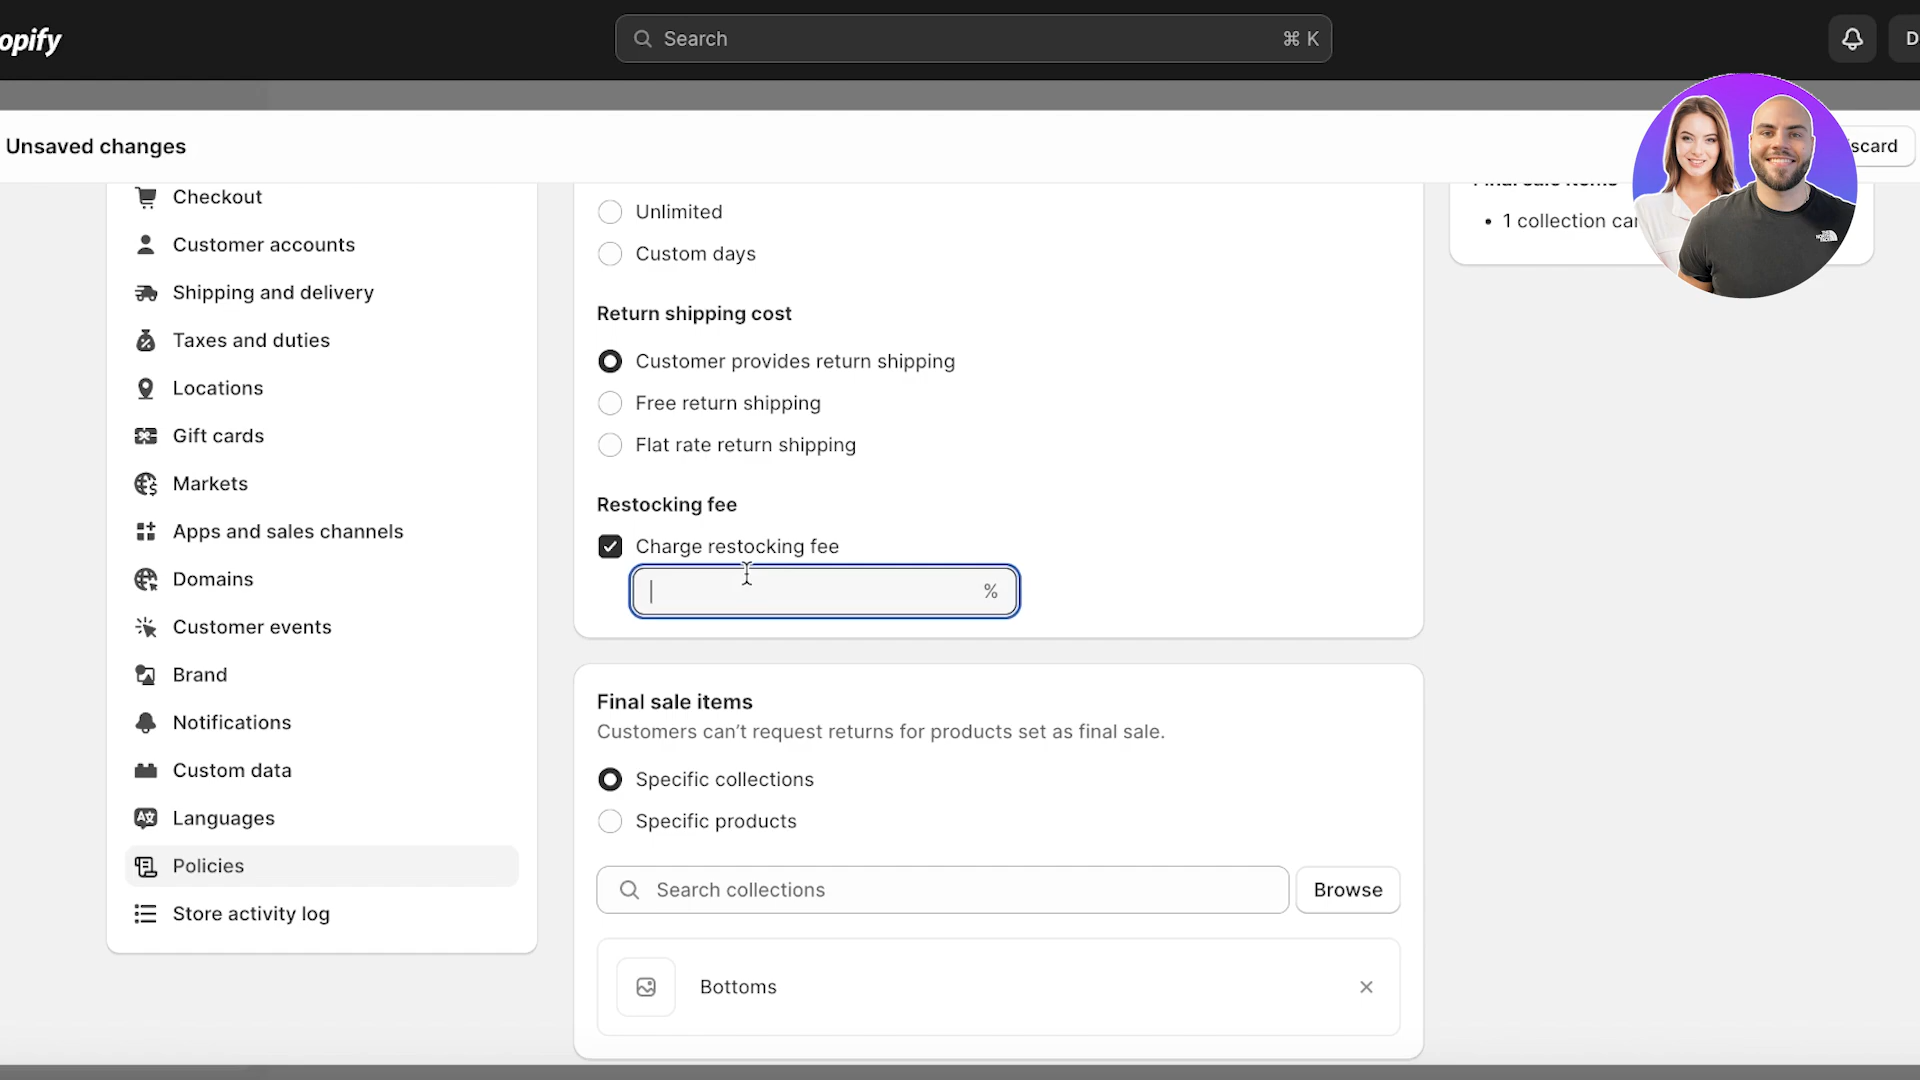 opify
Search
⌘ K
D
Unsaved changes
scard
Checkout
Customer accounts
Shipping and delivery
Taxes and duties
Locations
Gift cards
Markets
Apps and sales channels
Domains
Customer events
Brand
Notifications
Custom data
Languages
Policies
Store activity log
Unlimited
Custom days
Return shipping cost
Customer provides return shipping
Free return shipping
Flat rate return shipping
Restocking fee
Charge restocking fee
%
Final sale items
Customers can’t request returns for products set as final sale.
Specific collections
Specific products
Search collections
Browse
Bottoms
Final sale items
• 1 collection can